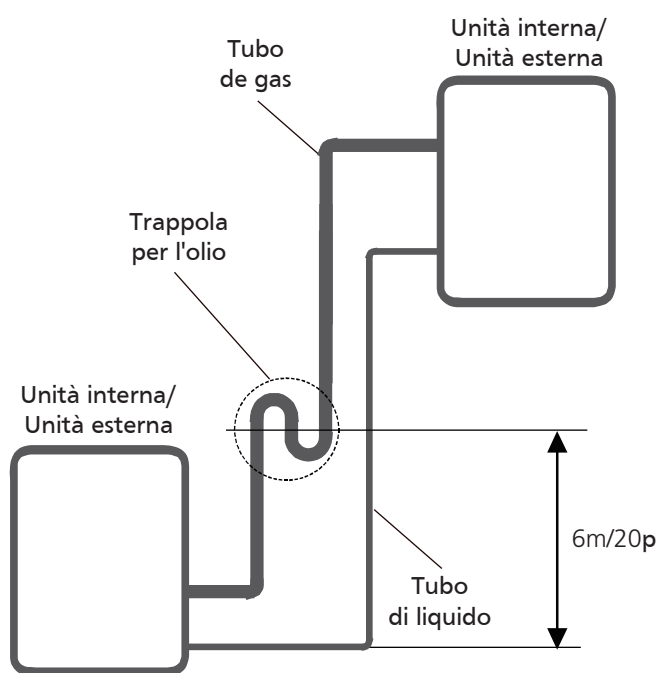 Unità interna/
Unità esterna
Tubo
de gas
Trappola
per l'olio
Unità interna/
Unità esterna
6m/20p
Tubo
di liquido